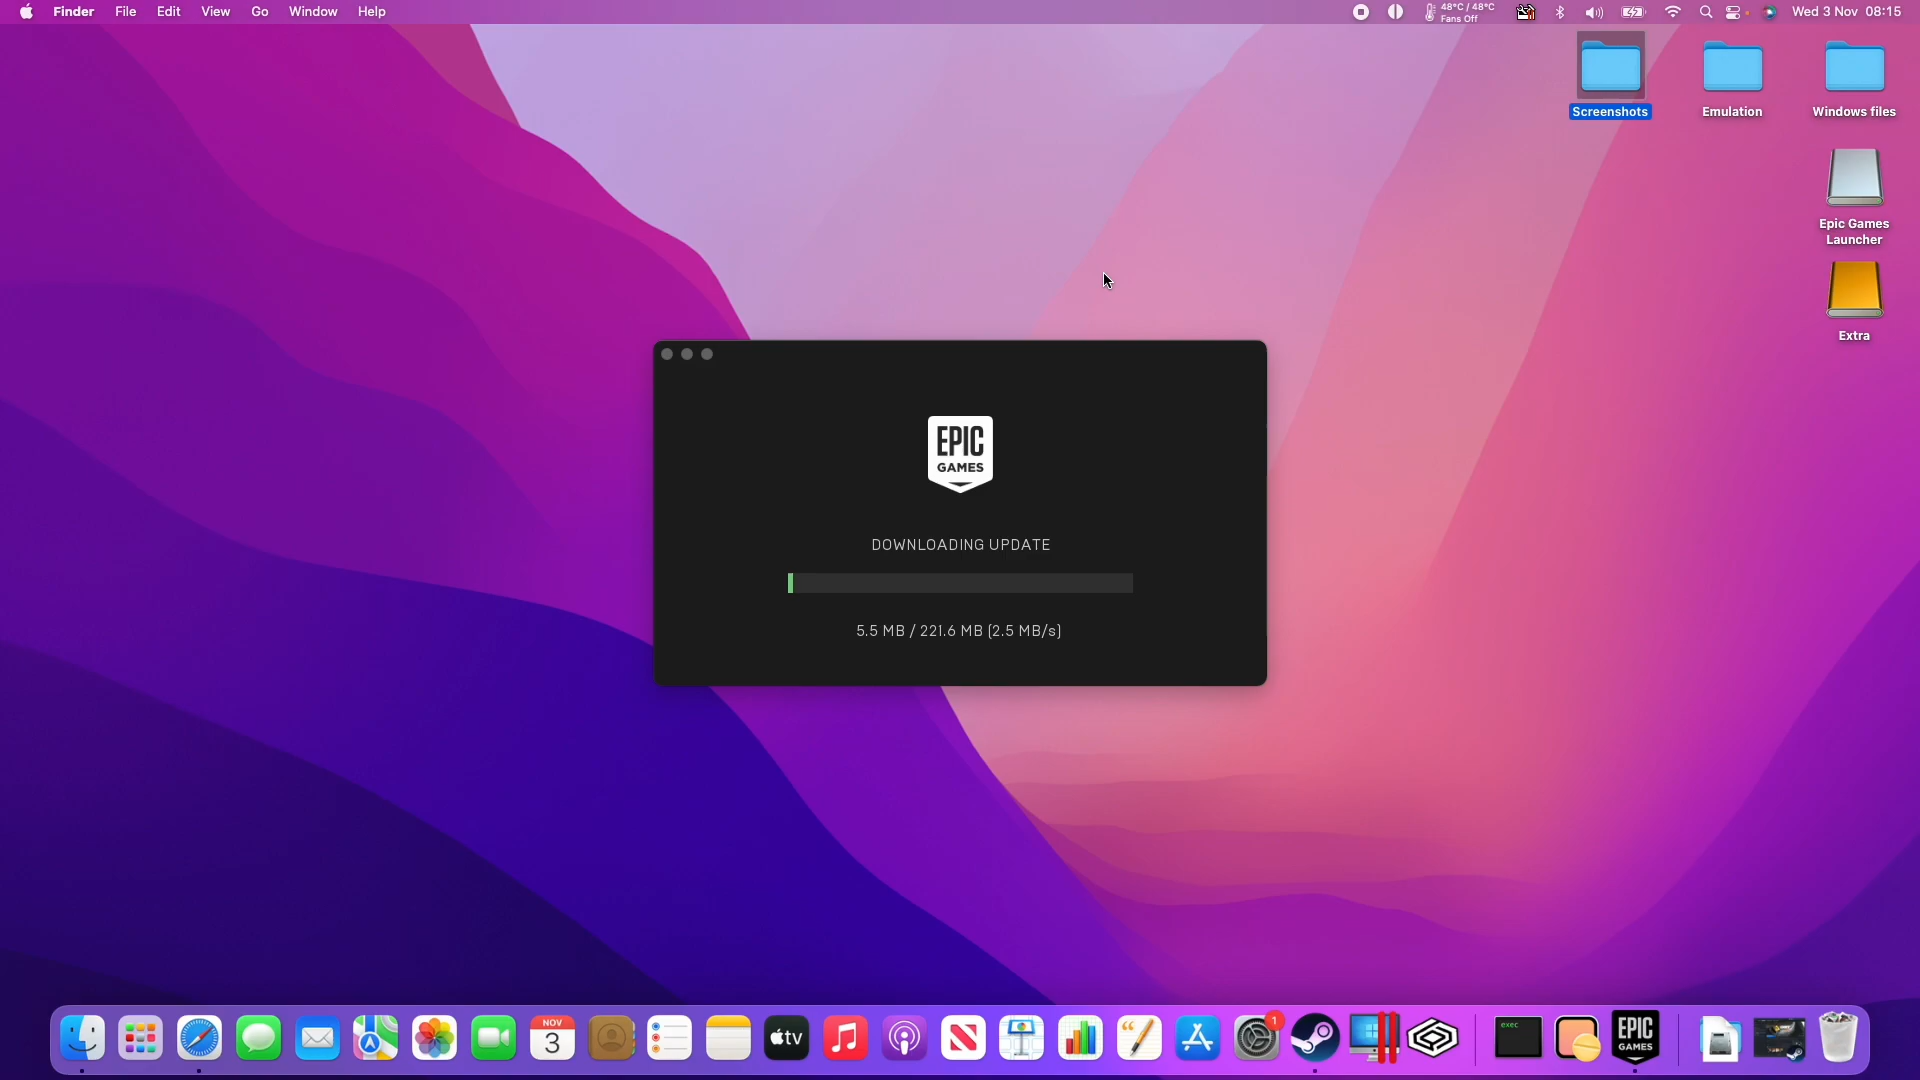 Finder File Edit View Go Window Help
48°C / 48°C
Fans Off
Wed 3 Nov 08:15
Screenshots
Emulation
Windows files
Epic Games
Launcher
Extra
EPIC
GAMES
DOWNLOADING UPDATE
5.5 MB / 221.6 MB (2.5 MB/s)
NOV
3
tv
1
exec
EPIC
GAMES